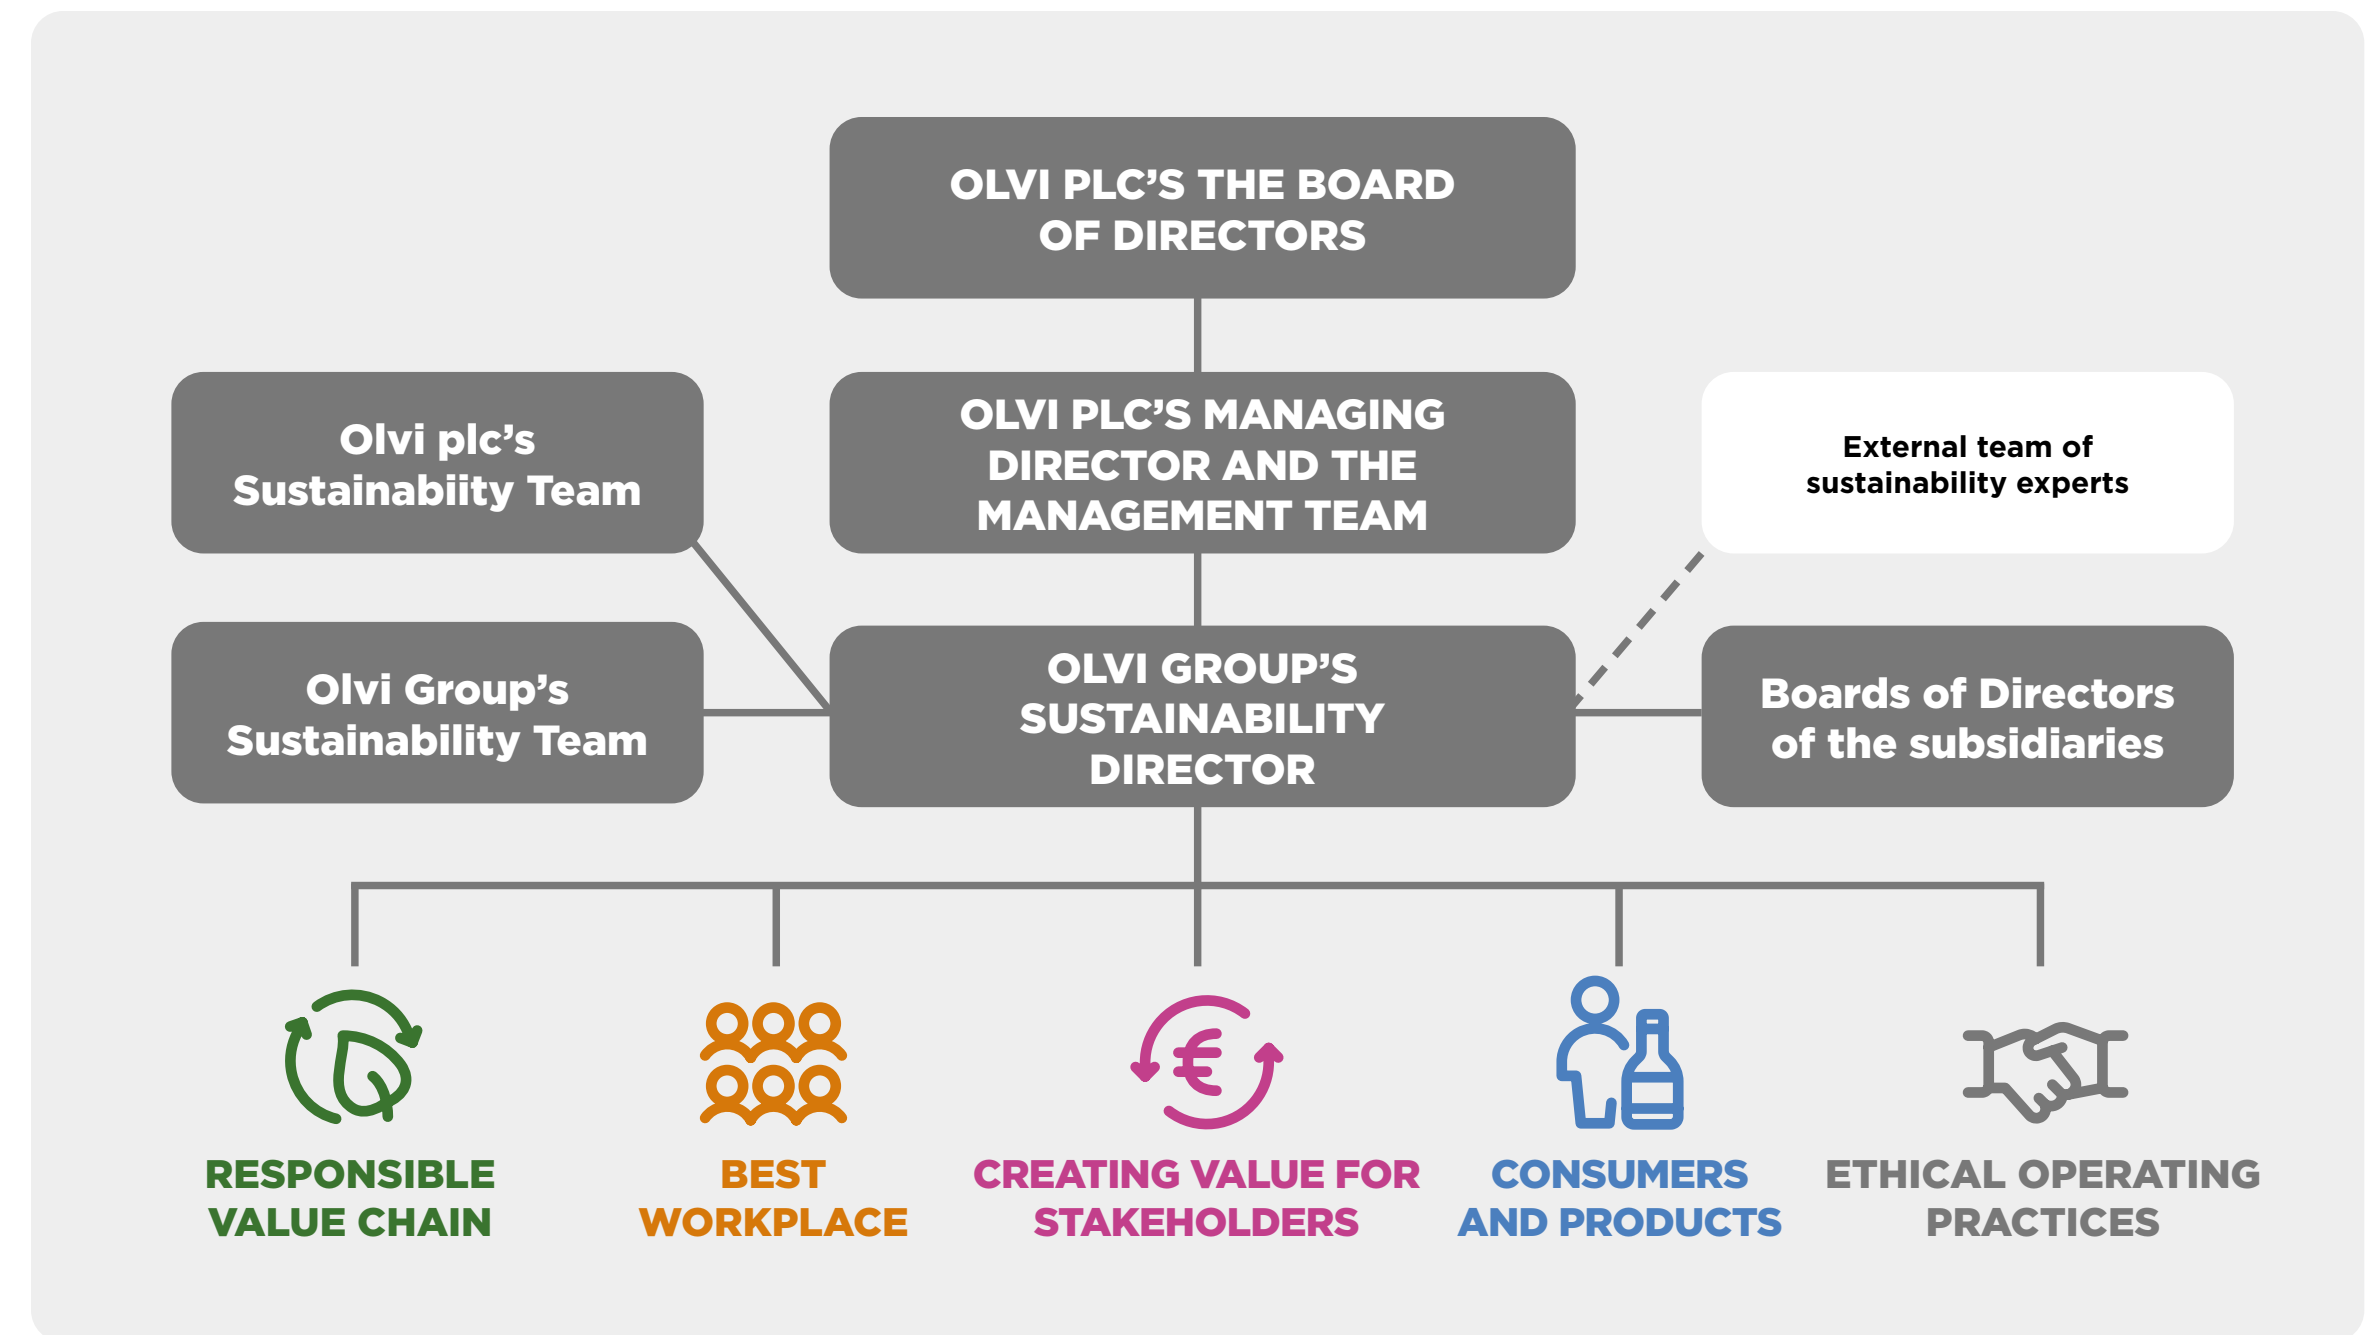 OLVI PLC’S THE BOARD
OF DIRECTORS
Olvi plc’s
Sustainabiity Team
OLVI PLC’S MANAGING
DIRECTOR AND THE
MANAGEMENT TEAM
External team of
sustainability experts
Olvi Group’s
Sustainability Team
OLVI GROUP’S
SUSTAINABILITY
DIRECTOR
Boards of Directors
of the subsidiaries
RESPONSIBLE
VALUE CHAIN
BEST
WORKPLACE
CREATING VALUE FOR
STAKEHOLDERS
CONSUMERS
AND PRODUCTS
ETHICAL OPERATING
PRACTICES